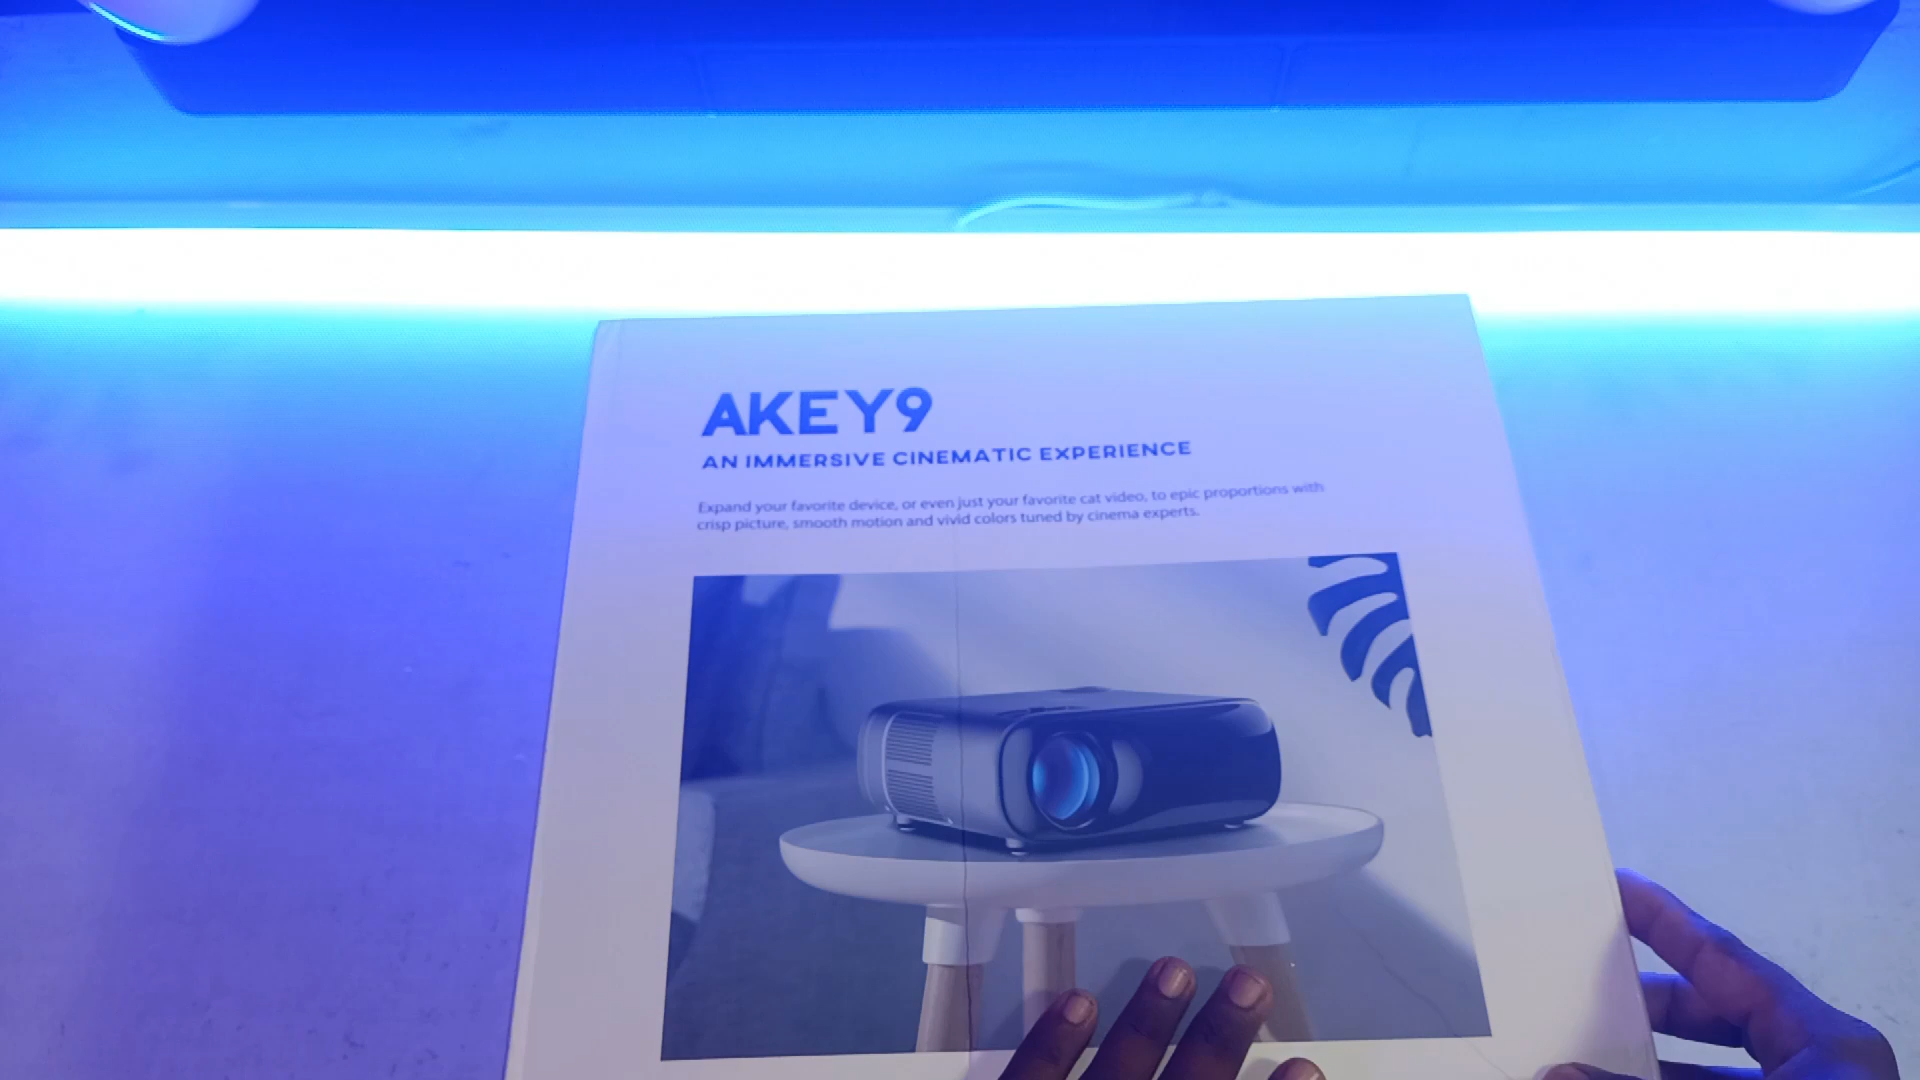 AKEY9
AN IMMERSIVE CINEMATIC EXPERIENCE
Expand your favorite device, or even just your favorite cat video, to epic proportions with
crisp picture, smooth motion and vivid colors tuned by cinema experts.